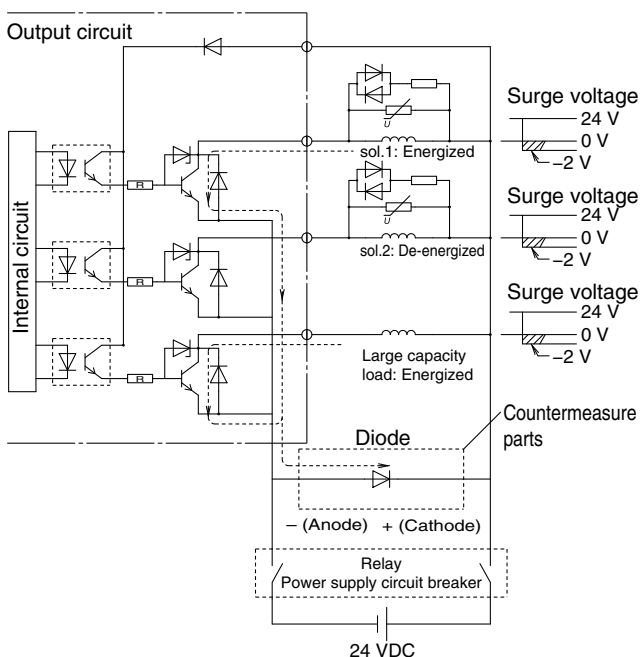 Output circuit
Internal circuit
R
R
R
U
sol.1: Energized
U
sol.2: De-energized
Large capacity
load: Energized
Surge voltage
24 V
0 V
−2 V
Surge voltage
24 V
0 V
−2 V
Surge voltage
24 V
0 V
−2 V
Countermeasure
parts
Diode
− (Anode) + (Cathode)
Relay
Power supply circuit breaker
24 VDC